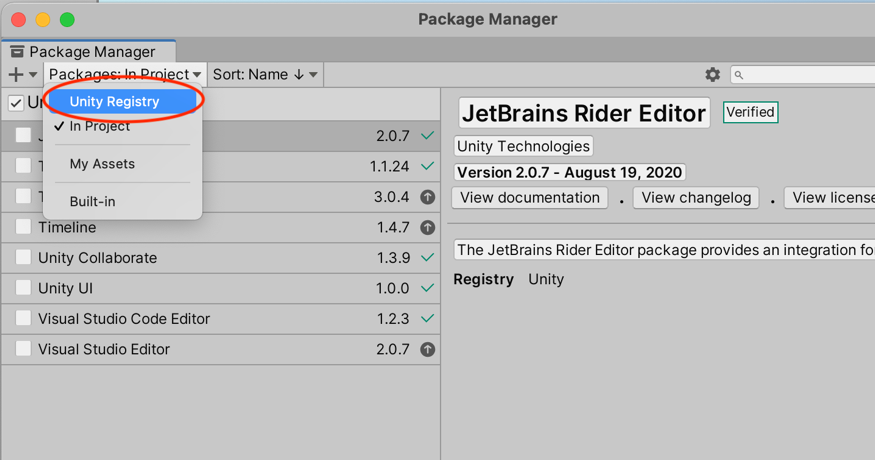 Package Manager
Package Manager
Packages: In Project Sort: Name ↓
Unity Registry
In Project
My Assets
Built-in
2.0.7
1.1.24
3.0.4
Timeline 1.4.7
Unity Collaborate 1.3.9
Unity UI 1.0.0
Visual Studio Code Editor 1.2.3
Visual Studio Editor 2.0.7
JetBrains Rider Editor Verified
Unity Technologies
Version 2.0.7 - August 19, 2020
View documentation . View changelog . View license
The JetBrains Rider Editor package provides an integration fo
Registry Unity